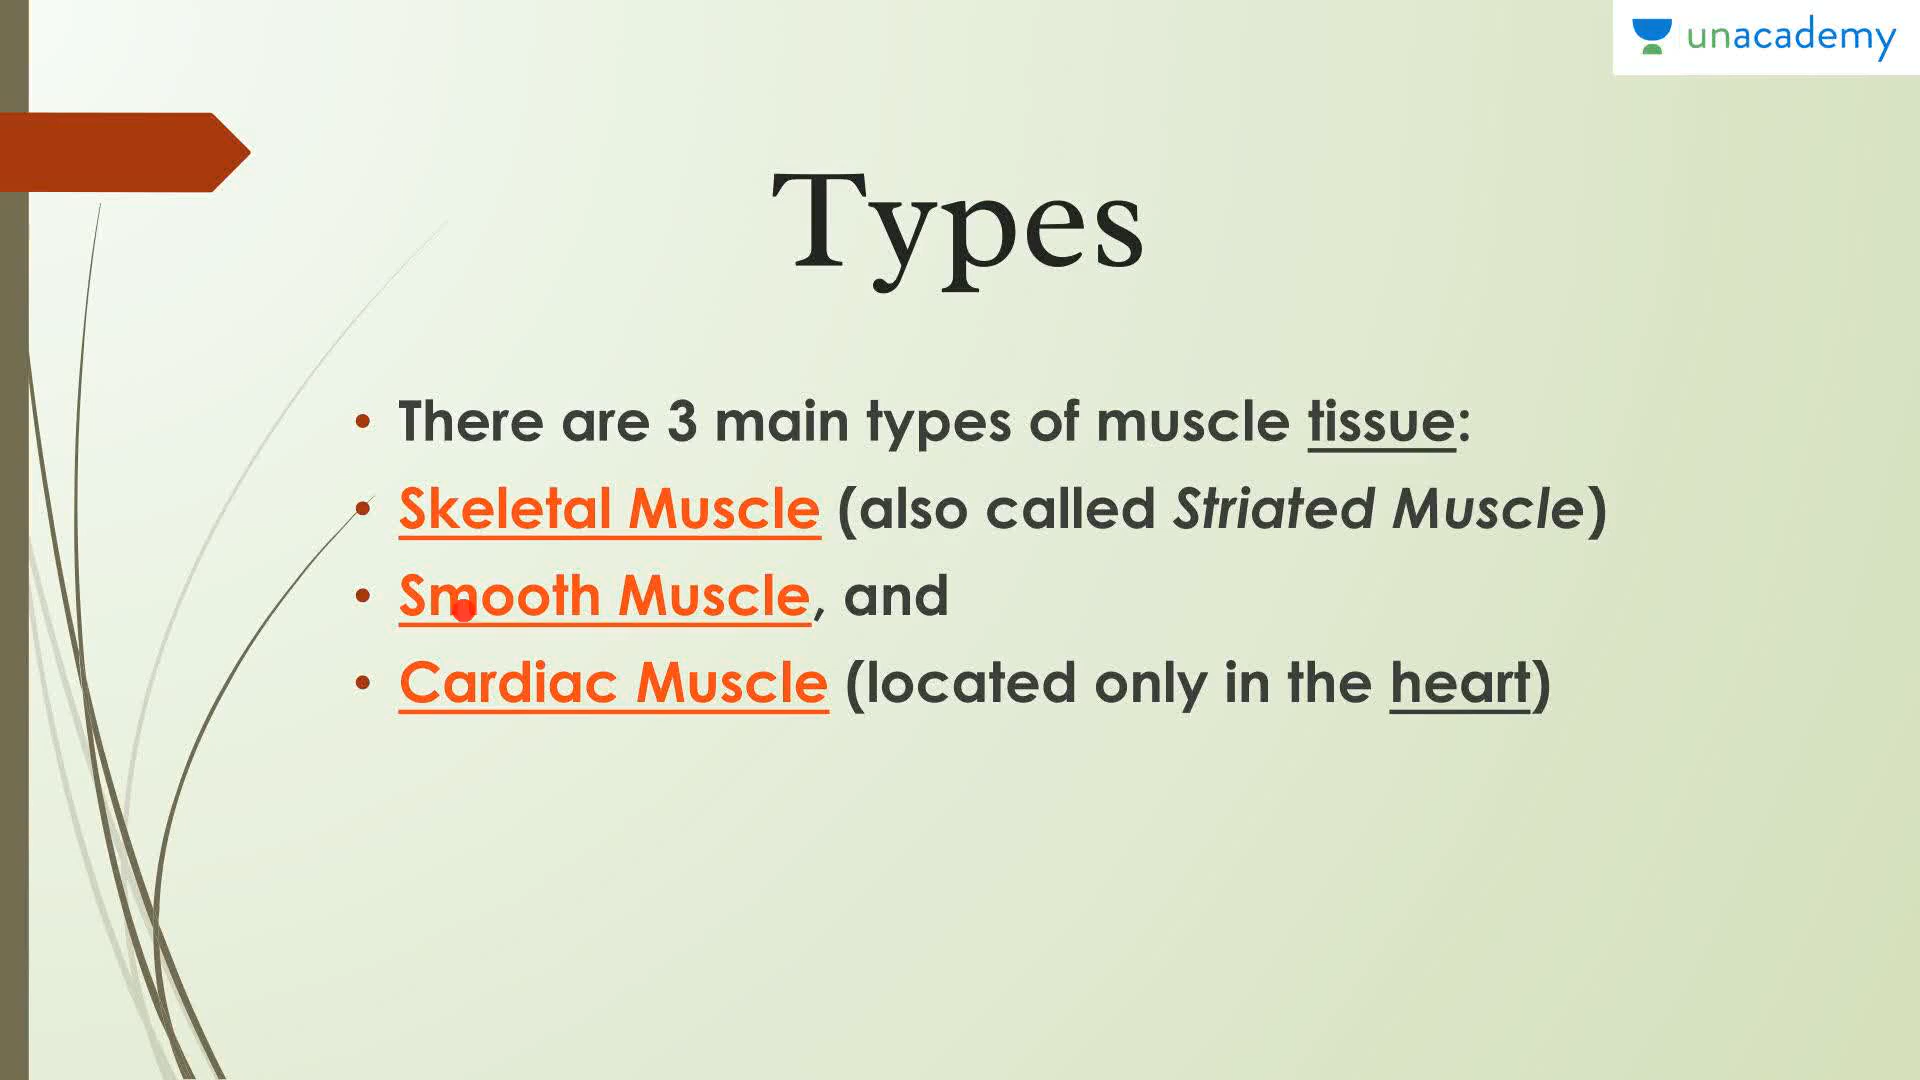 unacademy
Types
• There are 3 main types of muscle tissue:
• Skeletal Muscle (also called Striated Muscle)
• Smooth Muscle, and
• Cardiac Muscle (located only in the heart)